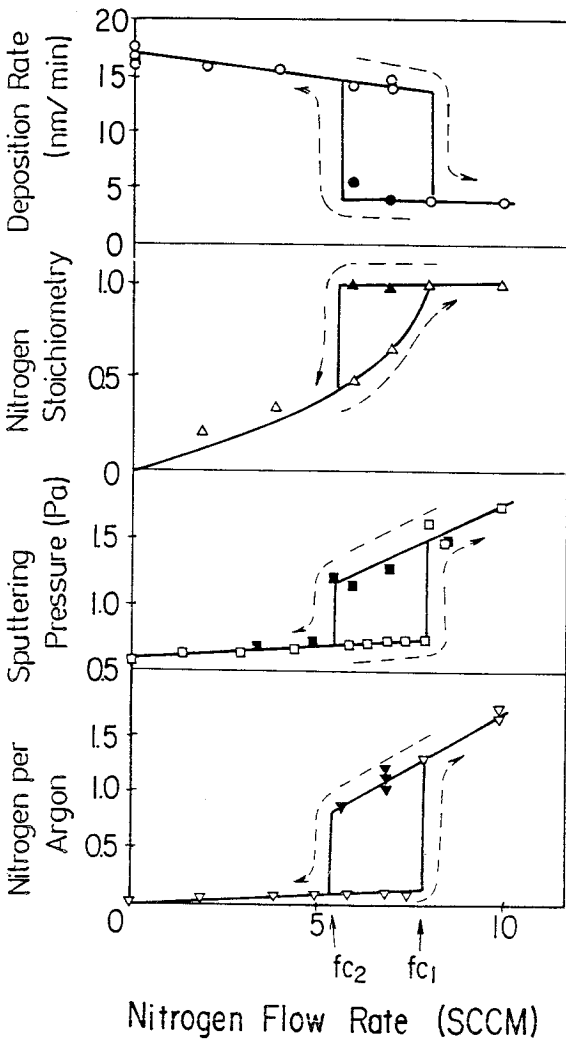 Deposition Rate
(nm/min)
20
15
10
5
0
Nitrogen
Stoichiometry
1.0
0.5
0
Sputtering
Pressure (Pa)
1.5
1.0
0.5
Nitrogen per
Argon
1.5
1.0
0.5
0
5
10
fc2
fc1
Nitrogen Flow Rate (SCCM)